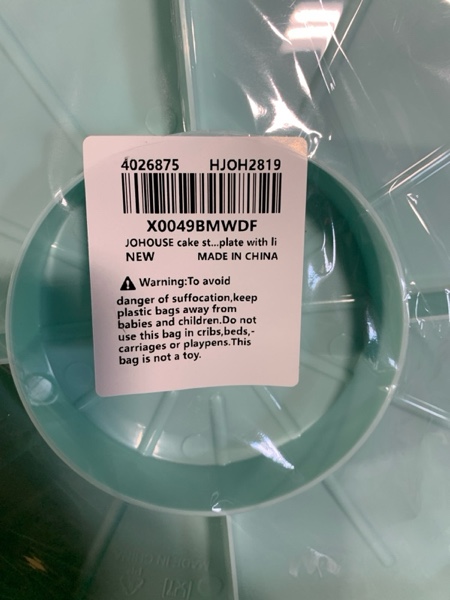 4026875 HJOH2819
X0049BMWDF
JOHOUSE cake st...plate with li
NEW MADE IN CHINA
Warning:To avoid
danger of suffocation,keep
plastic bags away from
babies and children.Do not
use this bag in cribs,beds,-
carriages or playpens.This
bag is not a toy.